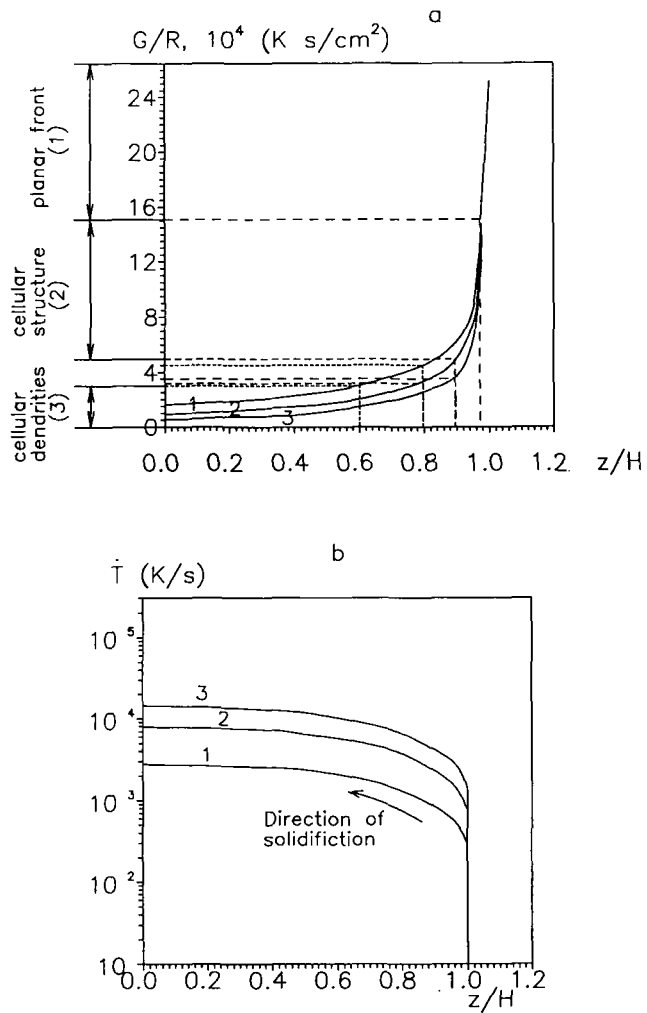 a
G/R, 10⁴ (K s/cm²)
planar front
(1)
cellular
structure
(2)
cellular
dendrities
(3)
24
20
16
12
8
4
0
1
2
3
0.0 0.2 0.4 0.6 0.8 1.0 1.2 z/H
b
Ṫ (K/s)
10⁵
10⁴
10³
10²
10
3
2
1
Direction of
solidifiction
0.0 0.2 0.4 0.6 0.8 1.0 1.2
z/H